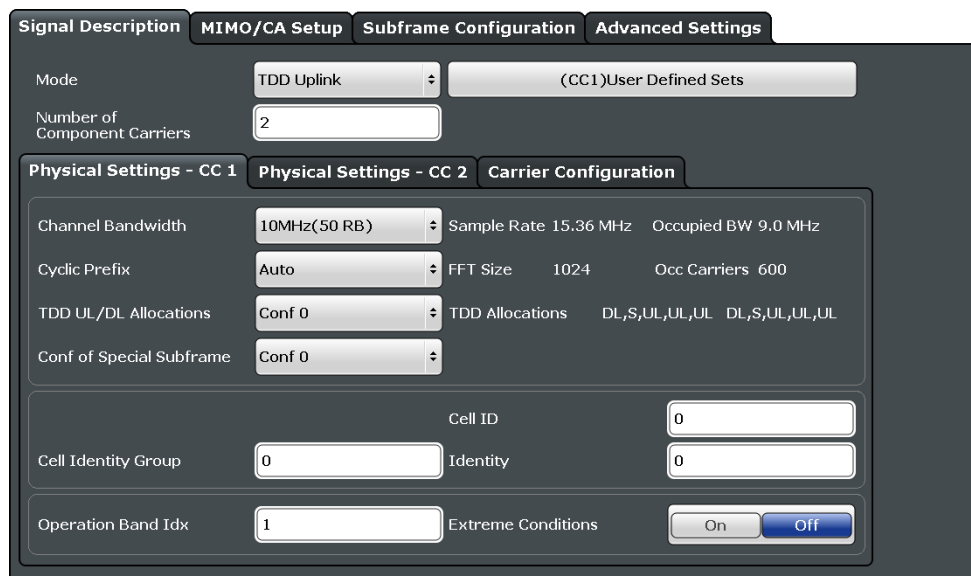 Signal Description MIMO/CA Setup Subframe Configuration Advanced Settings
Mode TDD Uplink (CC1)User Defined Sets
Number of
Component Carriers 2
Physical Settings - CC 1 Physical Settings - CC 2 Carrier Configuration
Channel Bandwidth 10MHz(50 RB) Sample Rate 15.36 MHz Occupied BW 9.0 MHz
Cyclic Prefix Auto FFT Size 1024 Occ Carriers 600
TDD UL/DL Allocations Conf 0 TDD Allocations DL,S,UL,UL,UL DL,S,UL,UL,UL
Conf of Special Subframe Conf 0
Cell ID 0
Cell Identity Group 0 Identity 0
Operation Band Idx 1 Extreme Conditions On Off